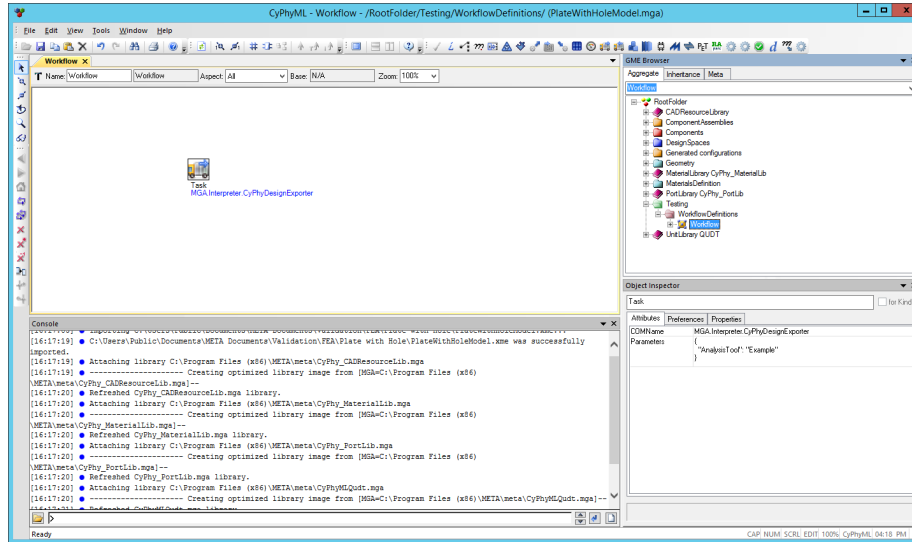 CyPhyML - Workflow - /RootFolder/Testing/WorkflowDefinitions/ (PlateWithHoleModel.mga)
File Edit View Tools Window Help
Workflow X
Name: Workflow Workflow Aspect: All Base: N/A Zoom: 100%
Task
MGA.Interpreter.CyPhyDesignExporter
GME Browser
Aggregate Inheritance Meta
Workflow
RootFolder
CADResourceLibrary
ComponentAssemblies
Components
DesignSpaces
Generated configurations
Geometry
MaterialLibrary CyPhy_MaterialLib
MaterialsDefinition
PortLibrary CyPhy_PortLib
Testing
WorkflowDefinitions
Workflow
UnitLibrary QUDT
Object Inspector
Task for Kind
Attributes Preferences Properties
COMName MGA.Interpreter.CyPhyDesignExporter
Parameters {
"AnalysisTool": "Example"
}
Console
[16:17:19] ● C:\Users\Public\Documents\META Documents\Validation\FEA\Plate with Hole\PlateWithHoleModel.xme was successfully
imported.
[16:17:19] ● Attaching library C:\Program Files (x86)\META\meta\CyPhy_CADResourceLib.mga
[16:17:19] ● -------------------- Creating optimized library image from [MGA=C:\Program Files (x86)
\META\meta\CyPhy_CADResourceLib.mga]--
[16:17:20] ● Refreshed CyPhy_CADResourceLib.mga library.
[16:17:20] ● Attaching library C:\Program Files (x86)\META\meta\CyPhy_MaterialLib.mga
[16:17:20] ● -------------------- Creating optimized library image from [MGA=C:\Program Files (x86)
\META\meta\CyPhy_MaterialLib.mga]--
[16:17:20] ● Refreshed CyPhy_MaterialLib.mga library.
[16:17:20] ● Attaching library C:\Program Files (x86)\META\meta\CyPhy_PortLib.mga
[16:17:20] ● -------------------- Creating optimized library image from [MGA=C:\Program Files (x86)
\META\meta\CyPhy_PortLib.mga]--
[16:17:20] ● Refreshed CyPhy_PortLib.mga library.
[16:17:20] ● Attaching library C:\Program Files (x86)\META\meta\CyPhyMLQudt.mga
[16:17:20] ● -------------------- Creating optimized library image from [MGA=C:\Program Files (x86)\META\meta\CyPhyMLQudt.mga]--
Ready
CAP NUM SCRL EDIT 100% CyPhyML 04:18 PM